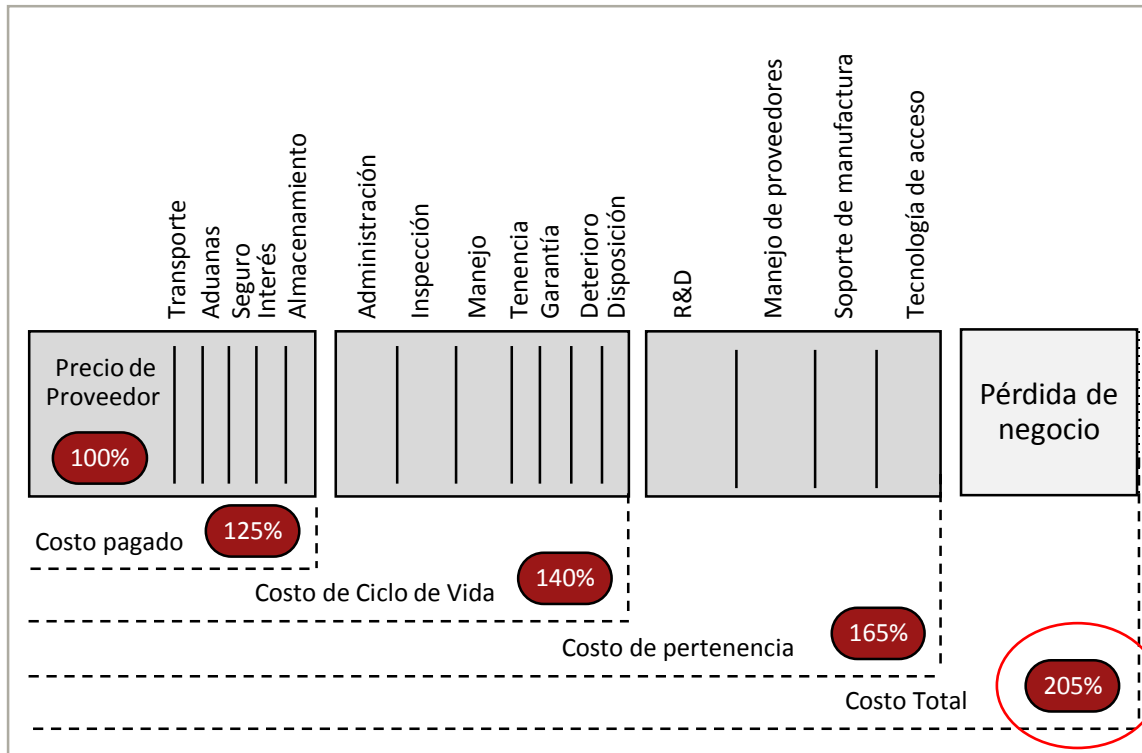 Transporte
Aduanas
Seguro
Interés
Almacenamiento
Administración
Inspección
Manejo
Tenencia
Garantía
Deterioro
Disposición
R&D
Manejo de proveedores
Soporte de manufactura
Tecnología de acceso
Precio de
Proveedor
100%
Pérdida de
negocio
Costo pagado
125%
Costo de Ciclo de Vida
140%
Costo de pertenencia
165%
Costo Total
205%